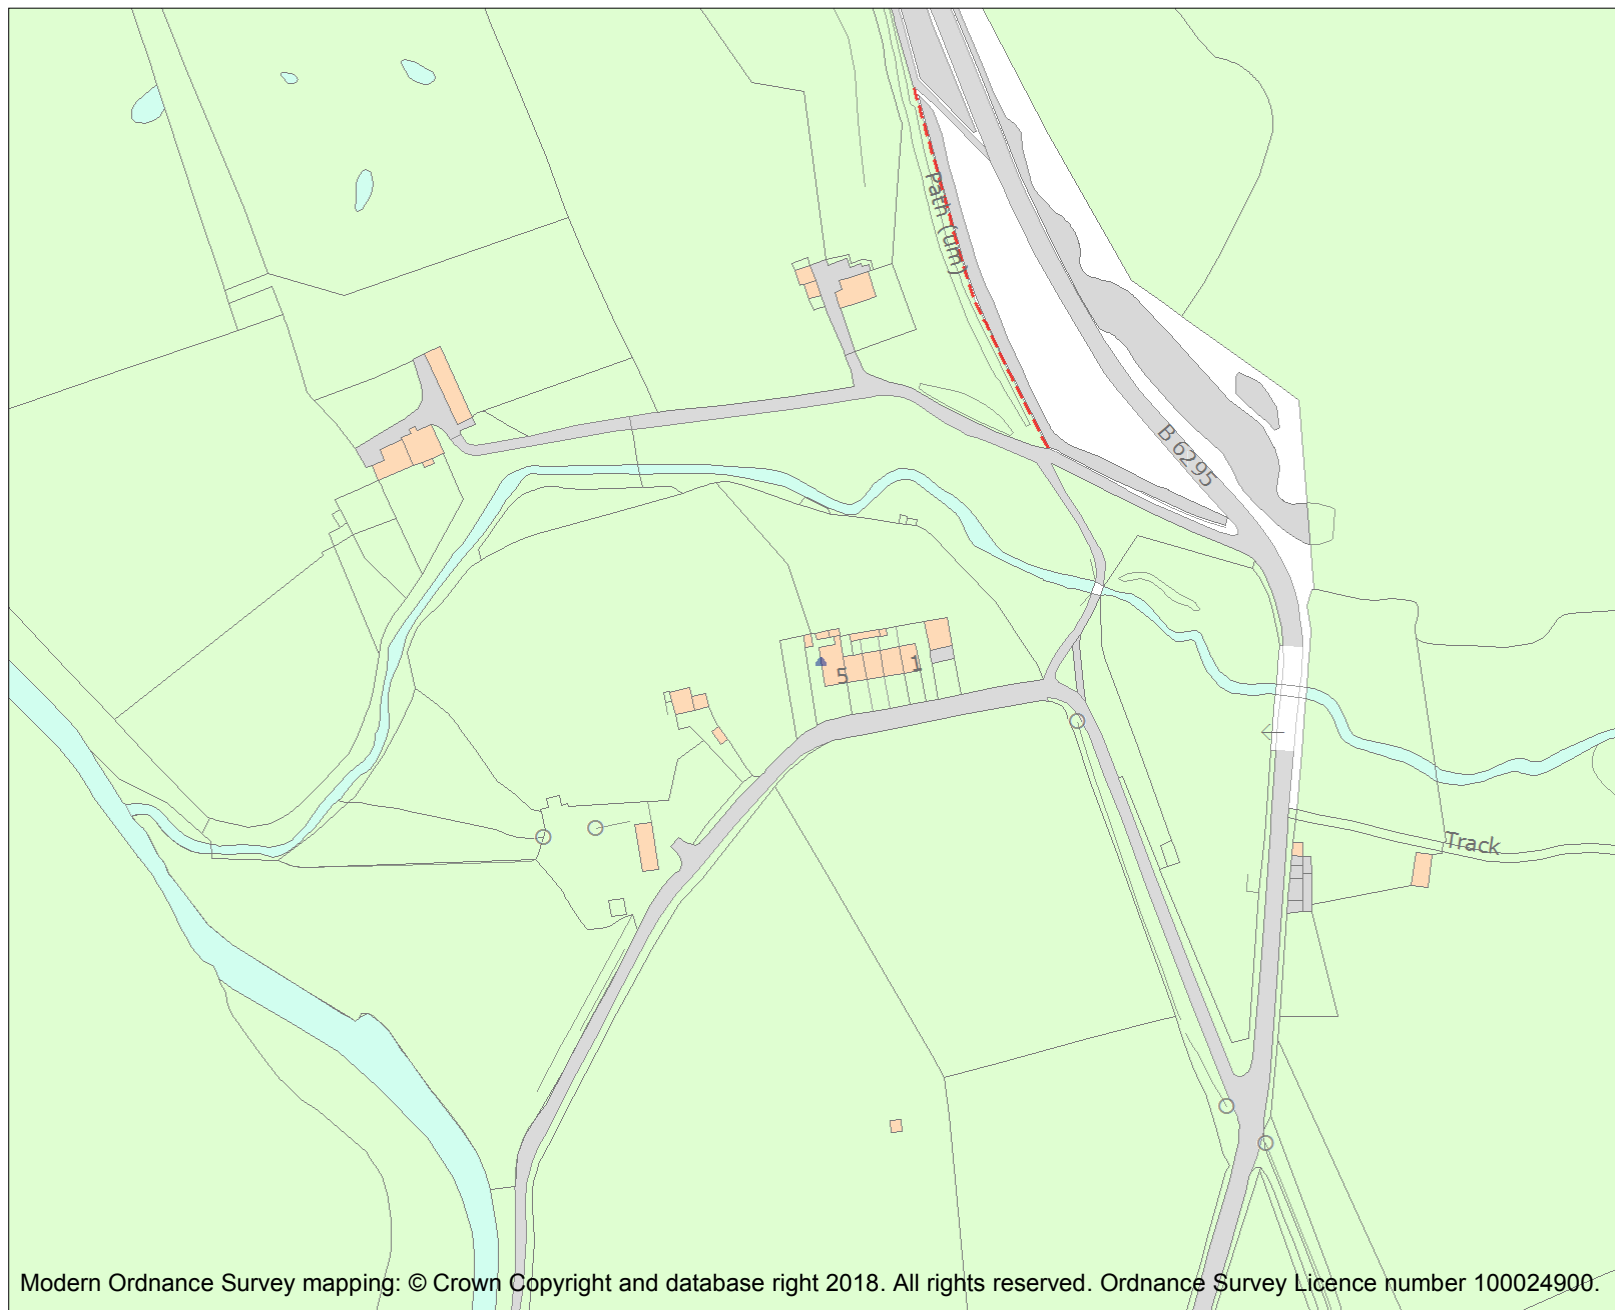 Path (um)
B 6295
1
5
Track
Modern Ordnance Survey mapping: © Crown Copyright and database right 2018. All rights reserved. Ordnance Survey Licence number 100024900.